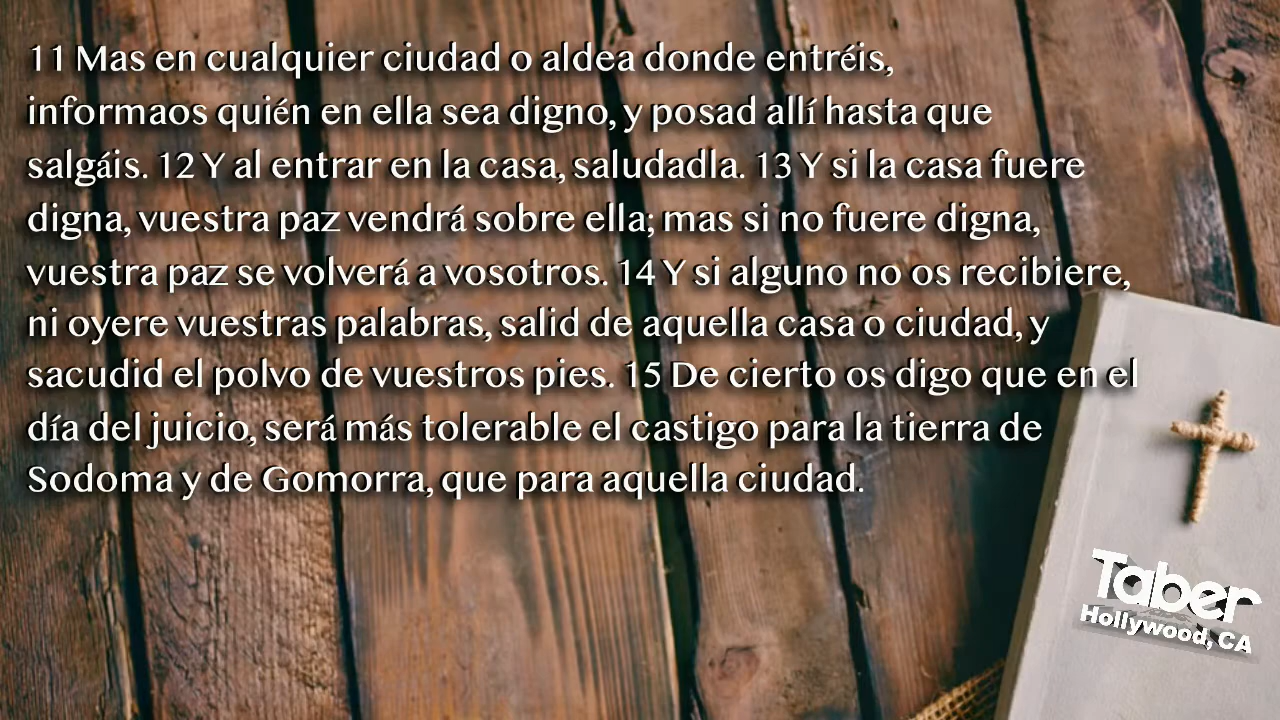 11 Mas en cualquier ciudad o aldea donde entréis,
informaos quién en ella sea digno, y posad allí hasta que
salgáis. 12 Y al entrar en la casa, saludadla. 13 Y si la casa fuere
digna, vuestra paz vendrá sobre ella; mas si no fuere digna,
vuestra paz se volverá a vosotros. 14 Y si alguno no os recibiere,
ni oyere vuestras palabras, salid de aquella casa o ciudad, y
sacudid el polvo de vuestros pies. 15 De cierto os digo que en el
día del juicio, será más tolerable el castigo para la tierra de
Sodoma y de Gomorra, que para aquella ciudad.
Taber
Hollywood, CA